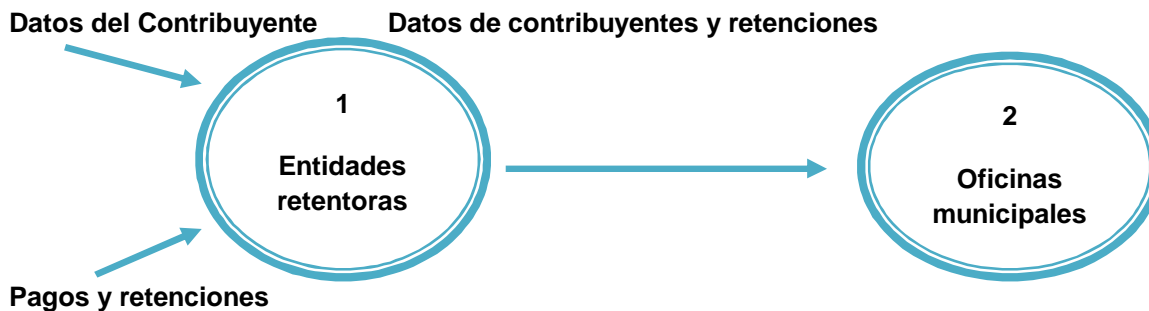 Datos del Contribuyente
Datos de contribuyentes y retenciones
1
Entidades
retentoras
2
Oficinas
municipales
Pagos y retenciones